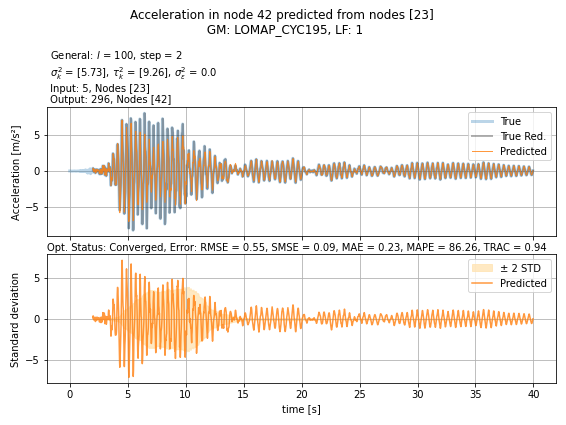 Acceleration in node 42 predicted from nodes [23]
GM: LOMAP_CYC195, LF: 1
General: l = 100, step = 2
σ²ₖ = [5.73], τ²ₖ = [9.26], σ²ε = 0.0
Input: 5, Nodes [23]
Output: 296, Nodes [42]
Acceleration [m/s²]
5
0
−5
True
True Red.
Predicted
Opt. Status: Converged, Error: RMSE = 0.55, SMSE = 0.09, MAE = 0.23, MAPE = 86.26, TRAC = 0.94
Standard deviation
5
0
−5
± 2 STD
Predicted
0 5 10 15 20 25 30 35 40
time [s]